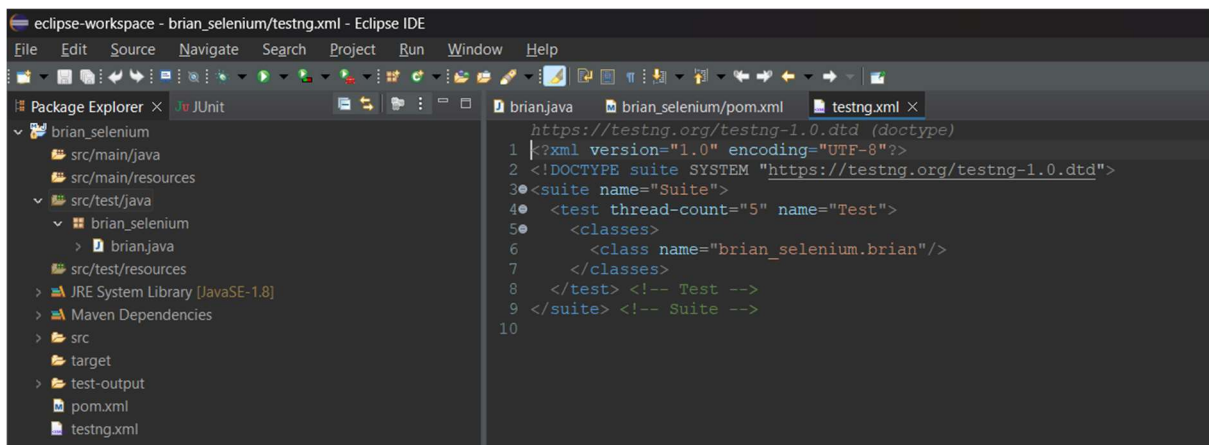 eclipse-workspace - brian_selenium/testng.xml - Eclipse IDE
File Edit Source Navigate Search Project Run Window Help
Package Explorer × Ju JUnit
brian_selenium
src/main/java
src/main/resources
src/test/java
brian_selenium
brian.java
src/test/resources
JRE System Library [JavaSE-1.8]
Maven Dependencies
src
target
test-output
pom.xml
testng.xml
brian.java brian_selenium/pom.xml testng.xml ×
https://testng.org/testng-1.0.dtd (doctype)
1 <?xml version="1.0" encoding="UTF-8"?>
2 <!DOCTYPE suite SYSTEM "https://testng.org/testng-1.0.dtd">
3 <suite name="Suite">
4 <test thread-count="5" name="Test">
5 <classes>
6 <class name="brian_selenium.brian"/>
7 </classes>
8 </test> <!-- Test -->
9 </suite> <!-- Suite -->
10